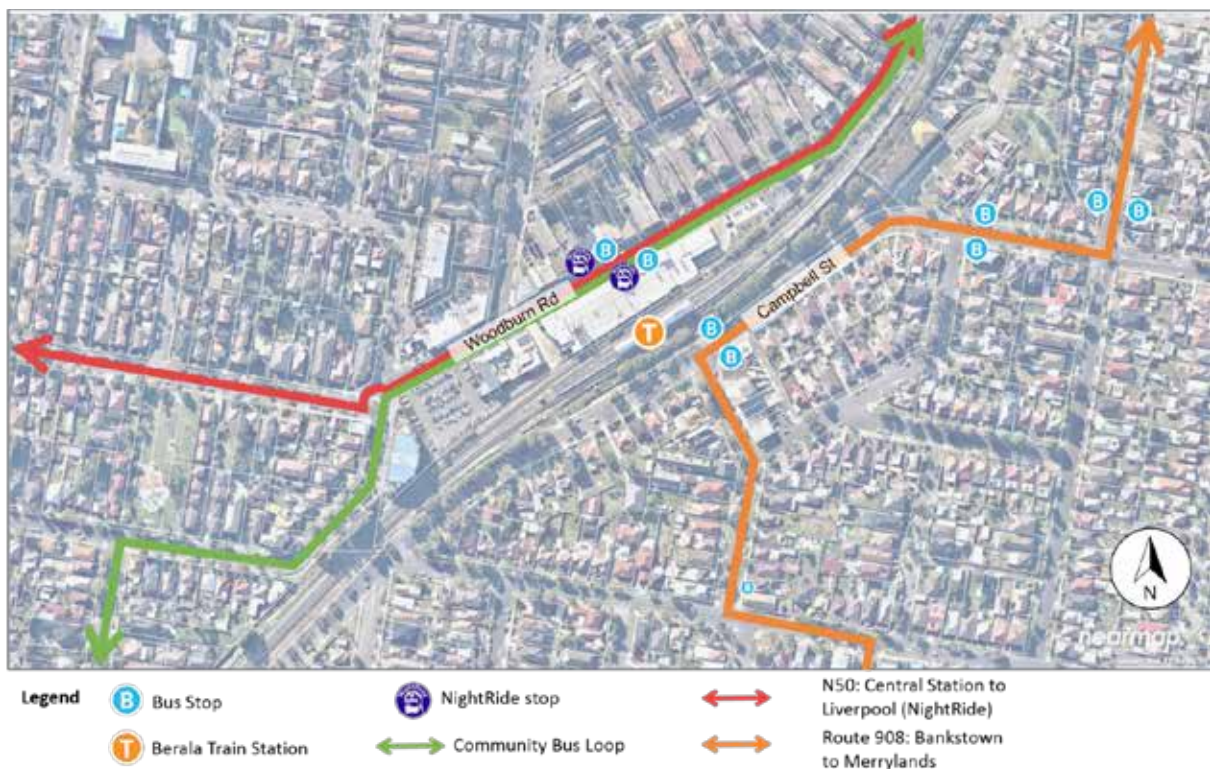 B
B
B
B
B
B
Woodburn Rd
Campbell St
T
B
B
B
N
nearmap
Legend
B Bus Stop
NightRide stop
N50: Central Station to
Liverpool (NightRide)
T Berala Train Station
Community Bus Loop
Route 908: Bankstown
to Merrylands